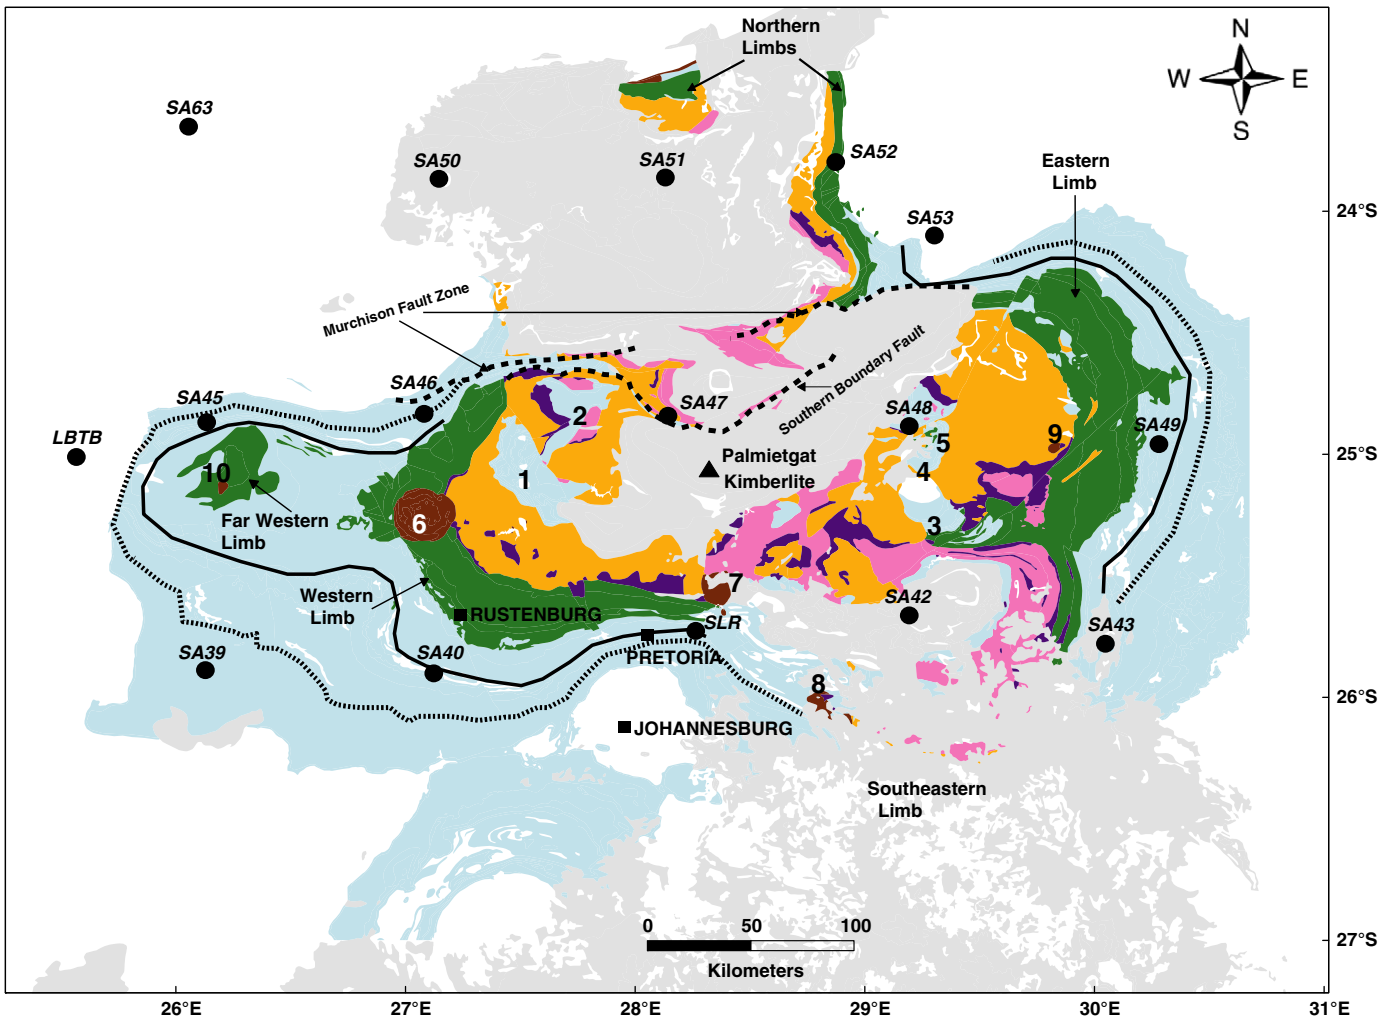 Northern
Limbs
N
W
E
S
SA63
SA50
SA51
SA52
Eastern
Limb
SA53
24°S
Murchison Fault Zone
Southern Boundary Fault
SA45
SA46
SA47
SA48
SA49
LBTB
2
5
9
25°S
Palmietgat
Kimberlite
10
1
4
Far Western
Limb
6
3
Western
Limb
7
RUSTENBURG
SA42
SLR
SA43
SA39
SA40
PRETORIA
8
26°S
JOHANNESBURG
Southeastern
Limb
0
50
100
Kilometers
27°S
26°E
27°E
28°E
29°E
30°E
31°E